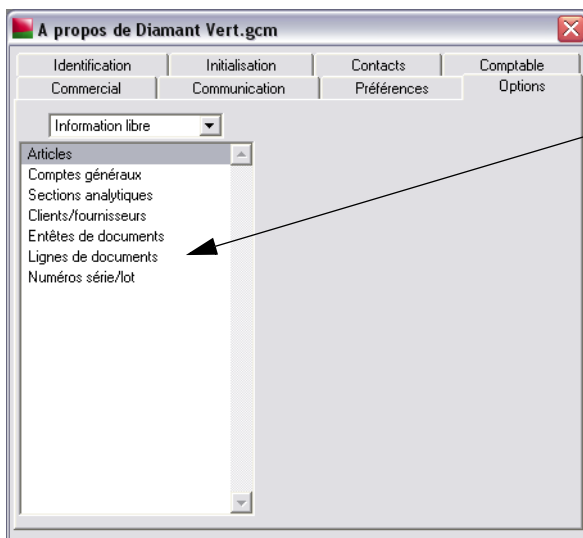 A propos de Diamant Vert.gcm
Identification Initialisation Contacts Comptable
Commercial Communication Préférences Options
Information libre
Articles
Comptes généraux
Sections analytiques
Clients/fournisseurs
Entêtes de documents
Lignes de documents
Numéros série/lot